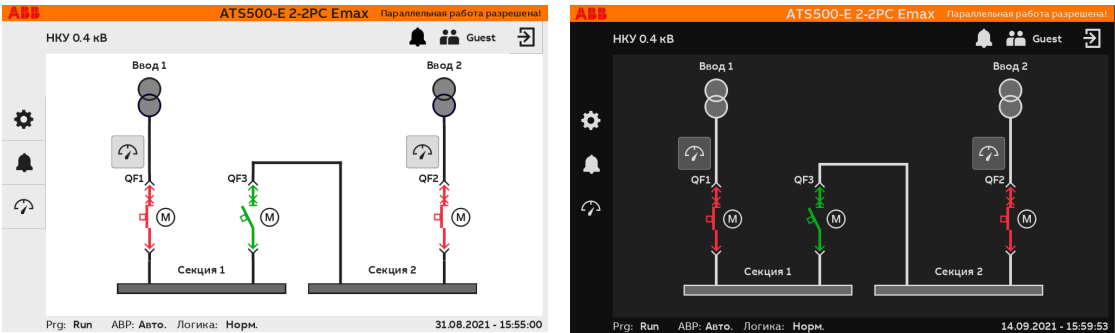 ABB ATS500-E 2-2PC Emax Параллельная работа разрешена!
НКУ 0.4 кВ Guest
Ввод 1 Ввод 2
QF1 QF3 QF2
M M M
Секция 1 Секция 2
Prg: Run АВР: Авто. Логика: Норм. 31.08.2021 - 15:55:00
ABB ATS500-E 2-2PC Emax Параллельная работа разрешена!
НКУ 0.4 кВ Guest
Ввод 1 Ввод 2
QF1 QF3 QF2
M M M
Секция 1 Секция 2
Prg: Run АВР: Авто. Логика: Норм. 14.09.2021 - 15:59:53